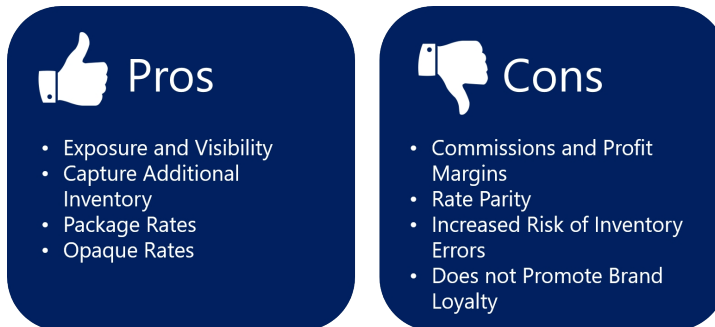 Pros
• Exposure and Visibility
• Capture Additional
Inventory
• Package Rates
• Opaque Rates
Cons
• Commissions and Profit
Margins
• Rate Parity
• Increased Risk of Inventory
Errors
• Does not Promote Brand
Loyalty